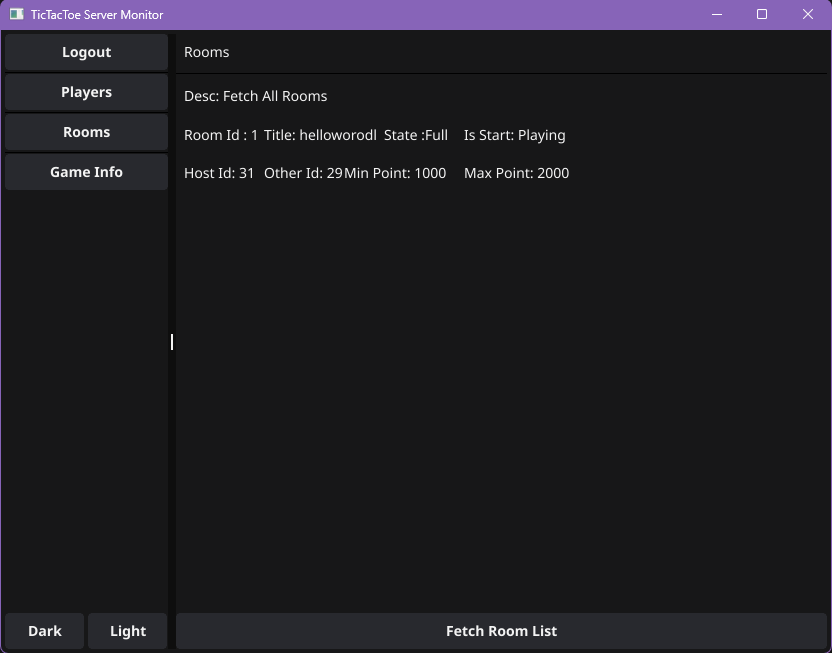 TicTacToe Server Monitor
Logout
Players
Rooms
Game Info
Rooms
Desc: Fetch All Rooms
Room Id : 1 Title: helloworodl State :Full Is Start: Playing
Host Id: 31 Other Id: 29 Min Point: 1000 Max Point: 2000
Dark Light
Fetch Room List